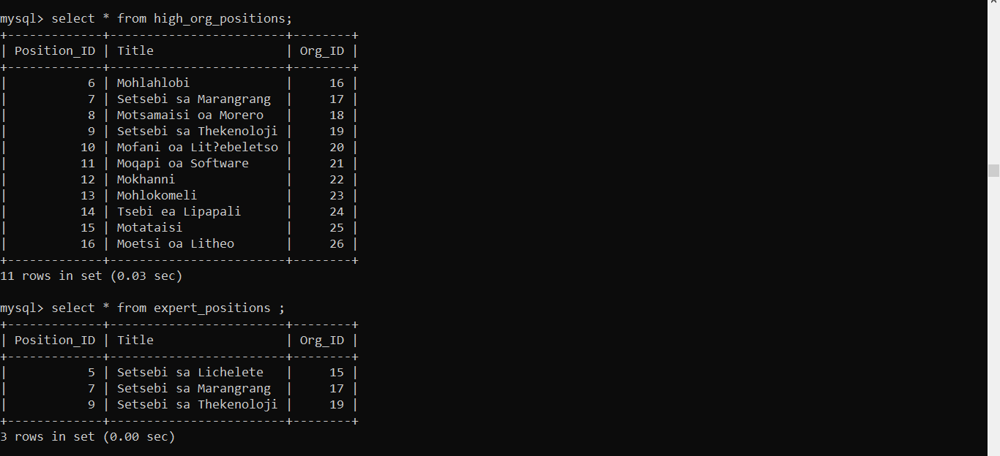 mysql> select * from high_org_positions;
+-------------+------------------------+--------+
| Position_ID | Title                  | Org_ID |
+-------------+------------------------+--------+
|           6 | Mohlahlobi             |     16 |
|           7 | Setsebi sa Marangrang  |     17 |
|           8 | Motsamaisi oa Morero   |     18 |
|           9 | Setsebi sa Thekenoloji |     19 |
|          10 | Mofani oa Lit?ebeletso |     20 |
|          11 | Moqapi oa Software     |     21 |
|          12 | Mokhanni               |     22 |
|          13 | Mohlokomeli            |     23 |
|          14 | Tsebi ea Lipapali      |     24 |
|          15 | Motataisi              |     25 |
|          16 | Moetsi oa Litheo       |     26 |
+-------------+------------------------+--------+
11 rows in set (0.03 sec)
mysql> select * from expert_positions ;
+-------------+------------------------+--------+
| Position_ID | Title                  | Org_ID |
+-------------+------------------------+--------+
|           5 | Setsebi sa Lichelete   |     15 |
|           7 | Setsebi sa Marangrang  |     17 |
|           9 | Setsebi sa Thekenoloji |     19 |
+-------------+------------------------+--------+
3 rows in set (0.00 sec)